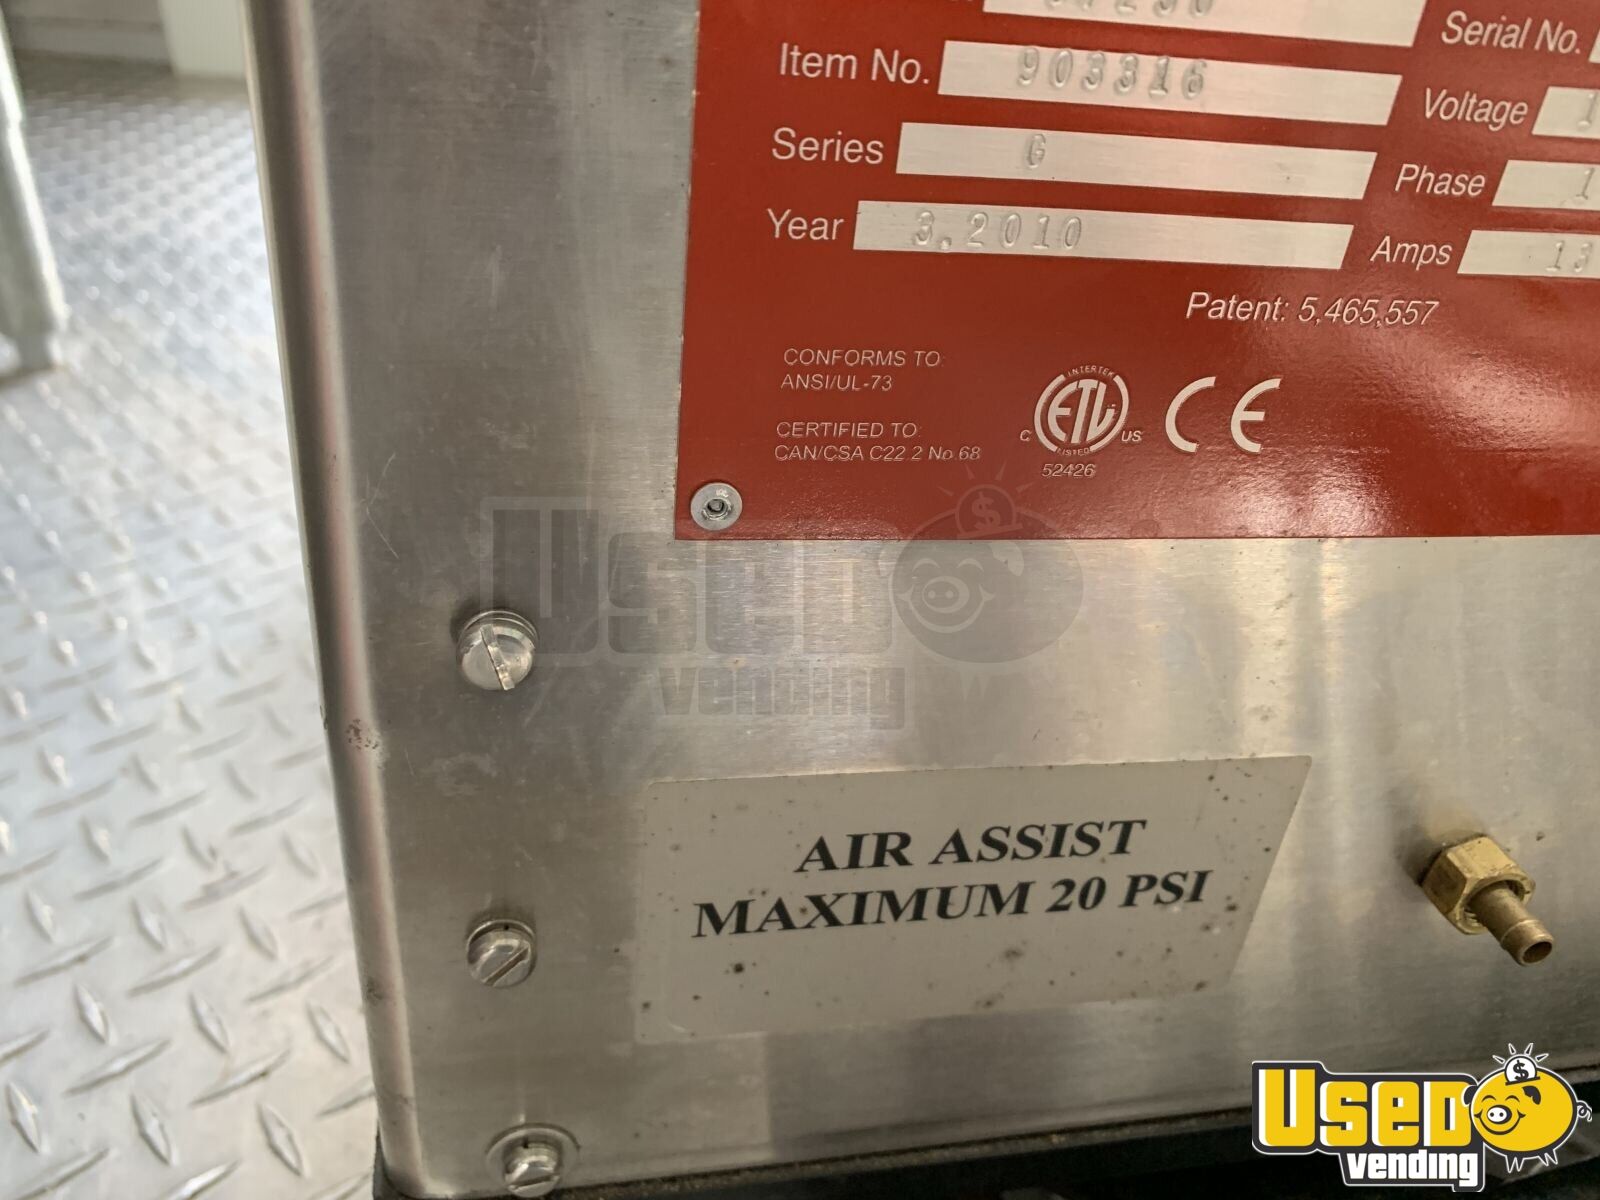 Serial No.
Item No. 903316
Voltage
Series G
Phase 1
Year 3.2010
Amps 13
Patent: 5,465,557
CONFORMS TO
ANSI/UL-73
CERTIFIED TO
CAN/CSA C22.2 No.68
INTERTEK
C ETL US
LISTED
52426
CE
Used
vending
AIR ASSIST
MAXIMUM 20 PSI
Used
vending